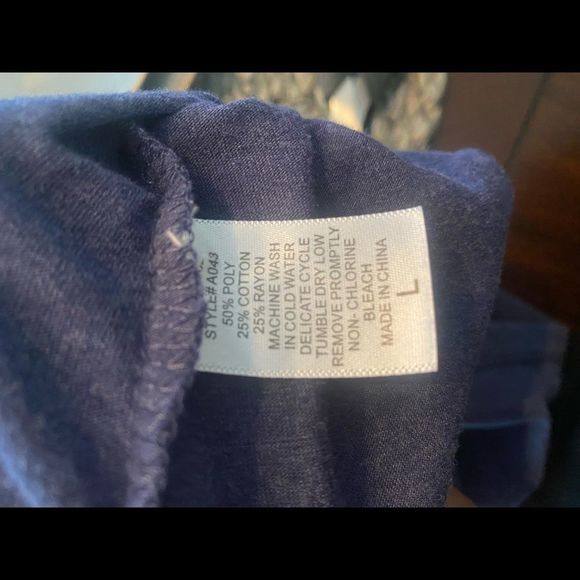 STYLE#A043
50% POLY
25% COTTON
25% RAYON
MACHINE WASH
IN COLD WATER
DELICATE CYCLE
TUMBLE DRY LOW
REMOVE PROMPTLY
NON- CHLORINE
BLEACH
MADE IN CHINA
L